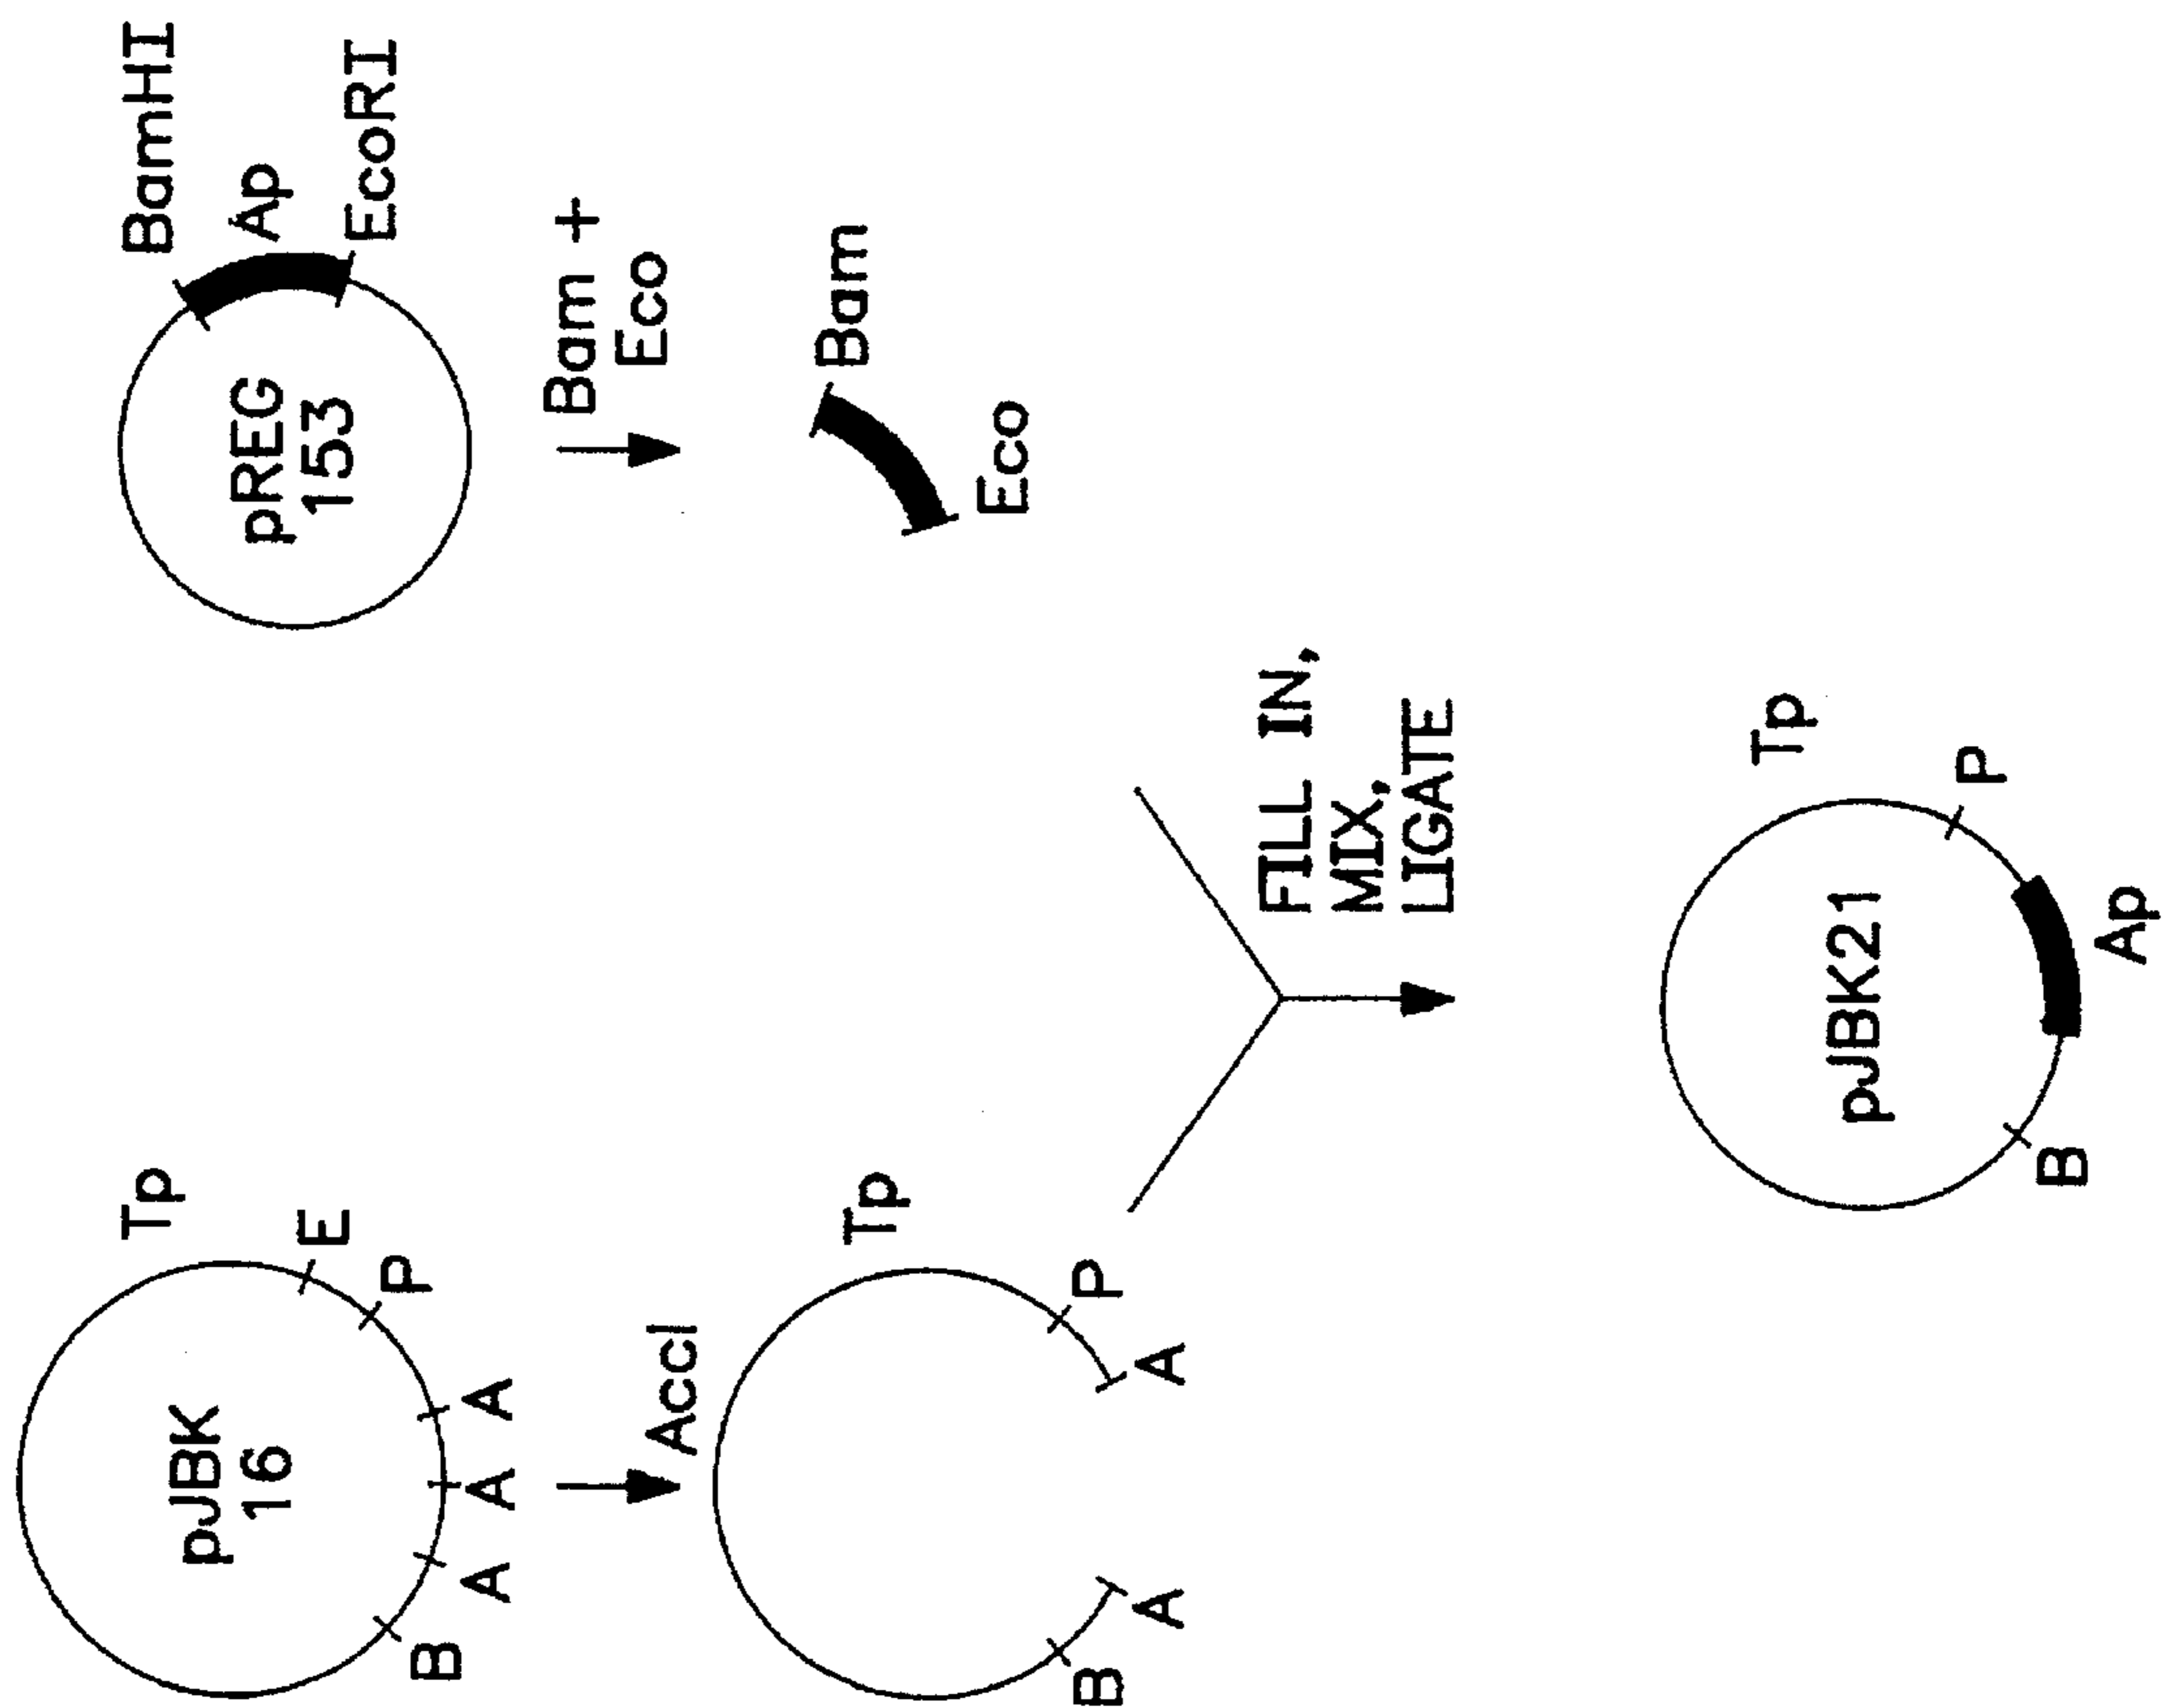 pJBK
16
Tp
E
P
A
A
A
B
pREG
153
BamHI
Ap
EcoRI
AccI
Bam +
Eco
Tp
P
A
A
B
Bam
Eco
FILL IN,
MIX,
LIGATE
pJBK21
Tp
P
Ap
B